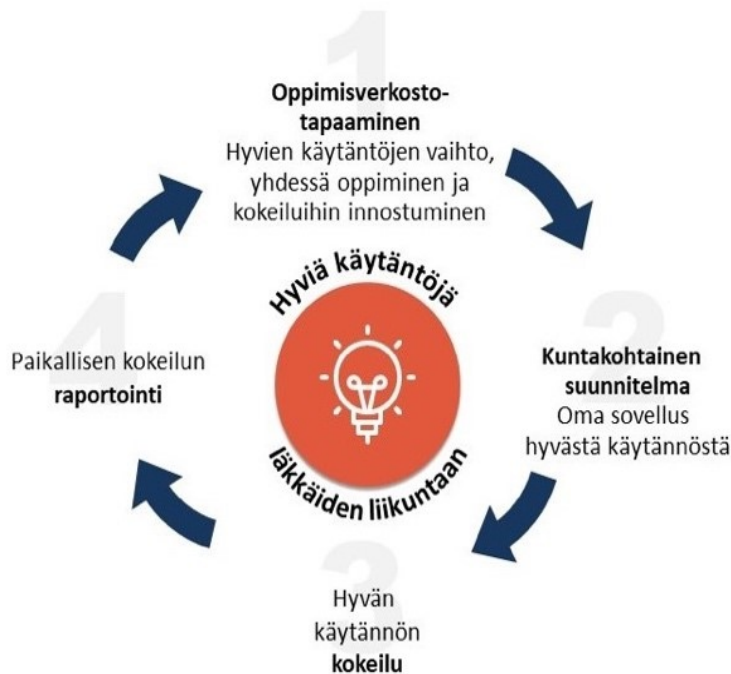 1
Oppimisverkosto-
tapaaminen
Hyvien käytäntöjen vaihto,
yhdessä oppiminen ja
kokeiluihin innostuminen
2
Kuntakohtainen
suunnitelma
Oma sovellus
hyvästä käytännöstä
3
Hyvän
käytännön
kokeilu
4
Paikallisen kokeilun
raportointi
Hyviä käytäntöjä
iäkkäiden liikuntaan